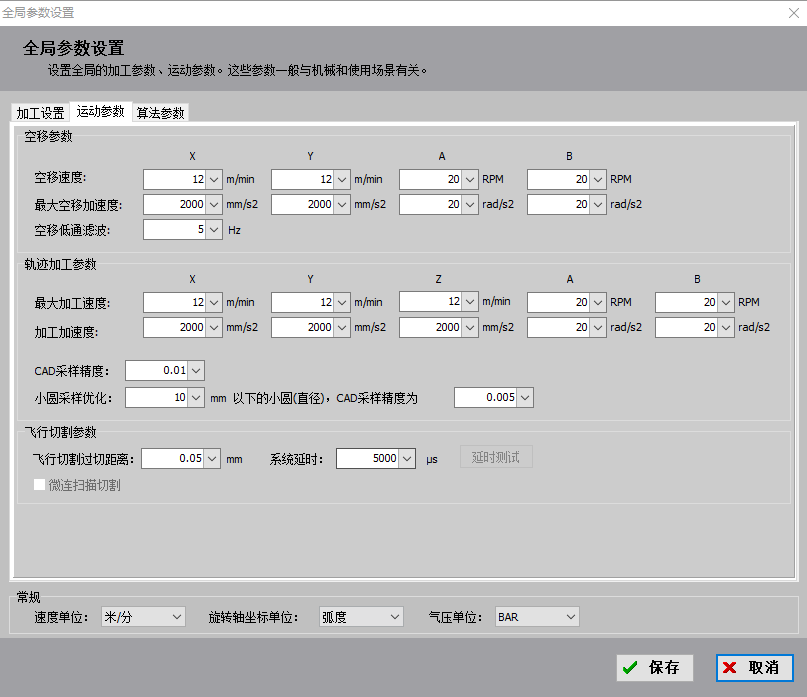 全局参数设置
全局参数设置
设置全局的加工参数、运动参数。这些参数一般与机械和使用场景有关。
加工设置 运动参数 算法参数
空移参数
X Y A B
空移速度: 12 m/min 12 m/min 20 RPM 20 RPM
最大空移加速度: 2000 mm/s2 2000 mm/s2 20 rad/s2 20 rad/s2
空移低通滤波: 5 Hz
轨迹加工参数
X Y Z A B
最大加工速度: 12 m/min 12 m/min 12 m/min 20 RPM 20 RPM
加工加速度: 2000 mm/s2 2000 mm/s2 2000 mm/s2 20 rad/s2 20 rad/s2
CAD采样精度: 0.01
小圆采样优化: 10 mm 以下的小圆(直径)，CAD采样精度为 0.005
飞行切割参数
飞行切割过切距离: 0.05 mm 系统延时: 5000 μs 延时测试
微连扫描切割
常规
速度单位: 米/分 旋转轴坐标单位: 弧度 气压单位: BAR
保存 取消